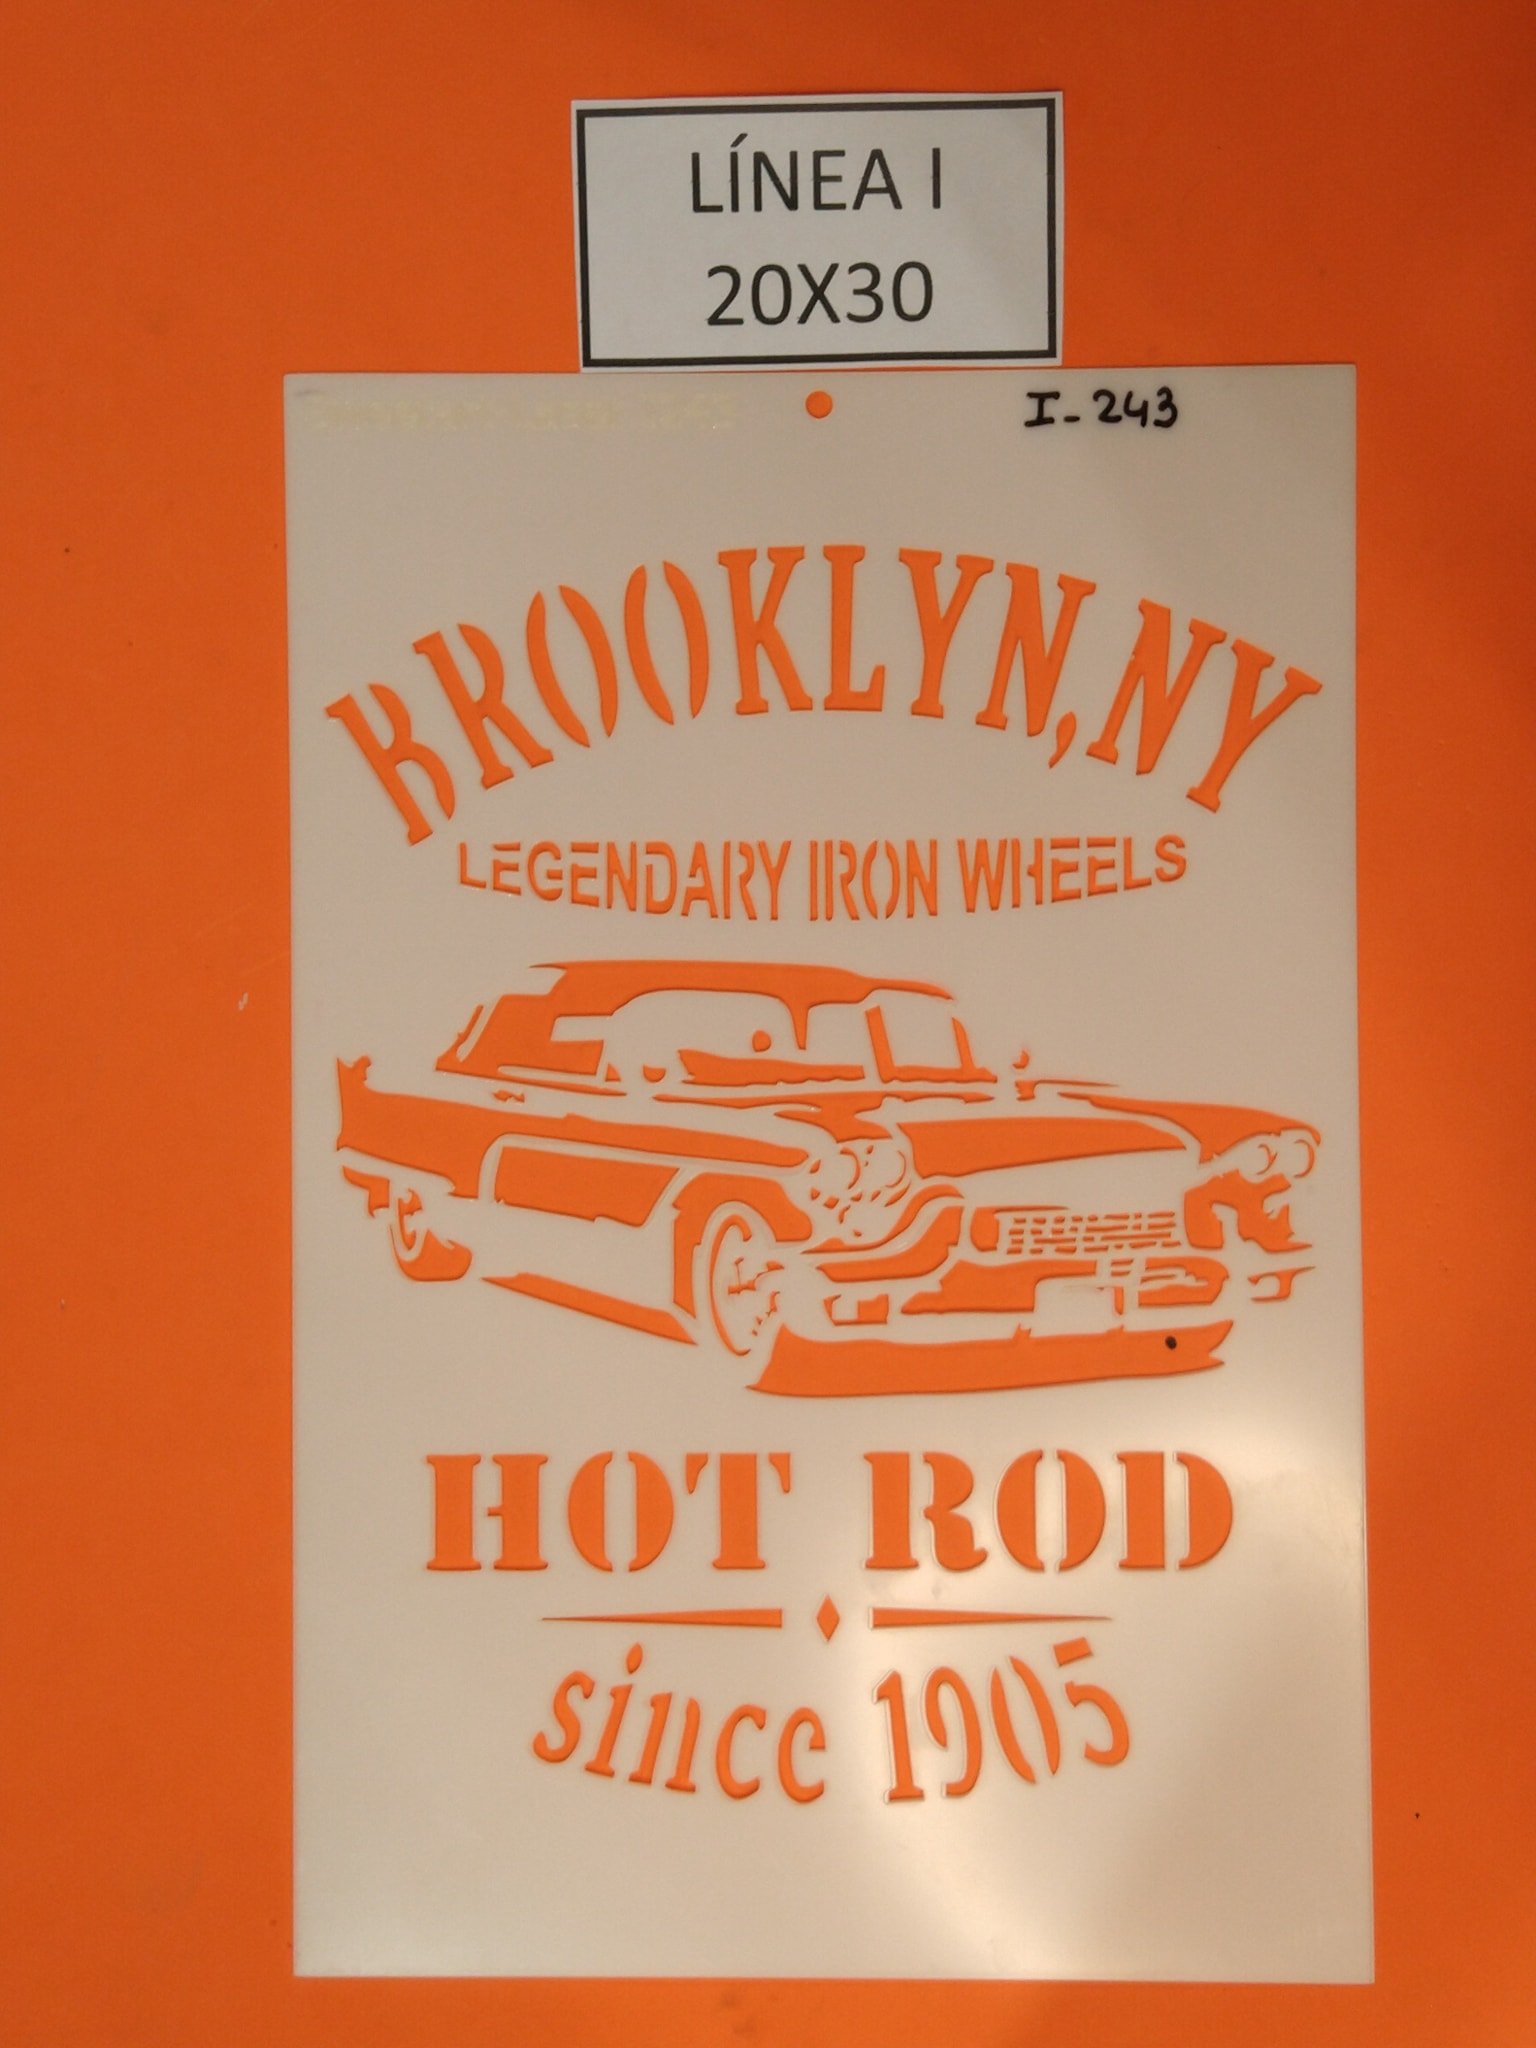 LÍNEA I
20X30
I-243
BROOKLYN, NY
LEGENDARY IRON WHEELS
HOT ROD
since 1905